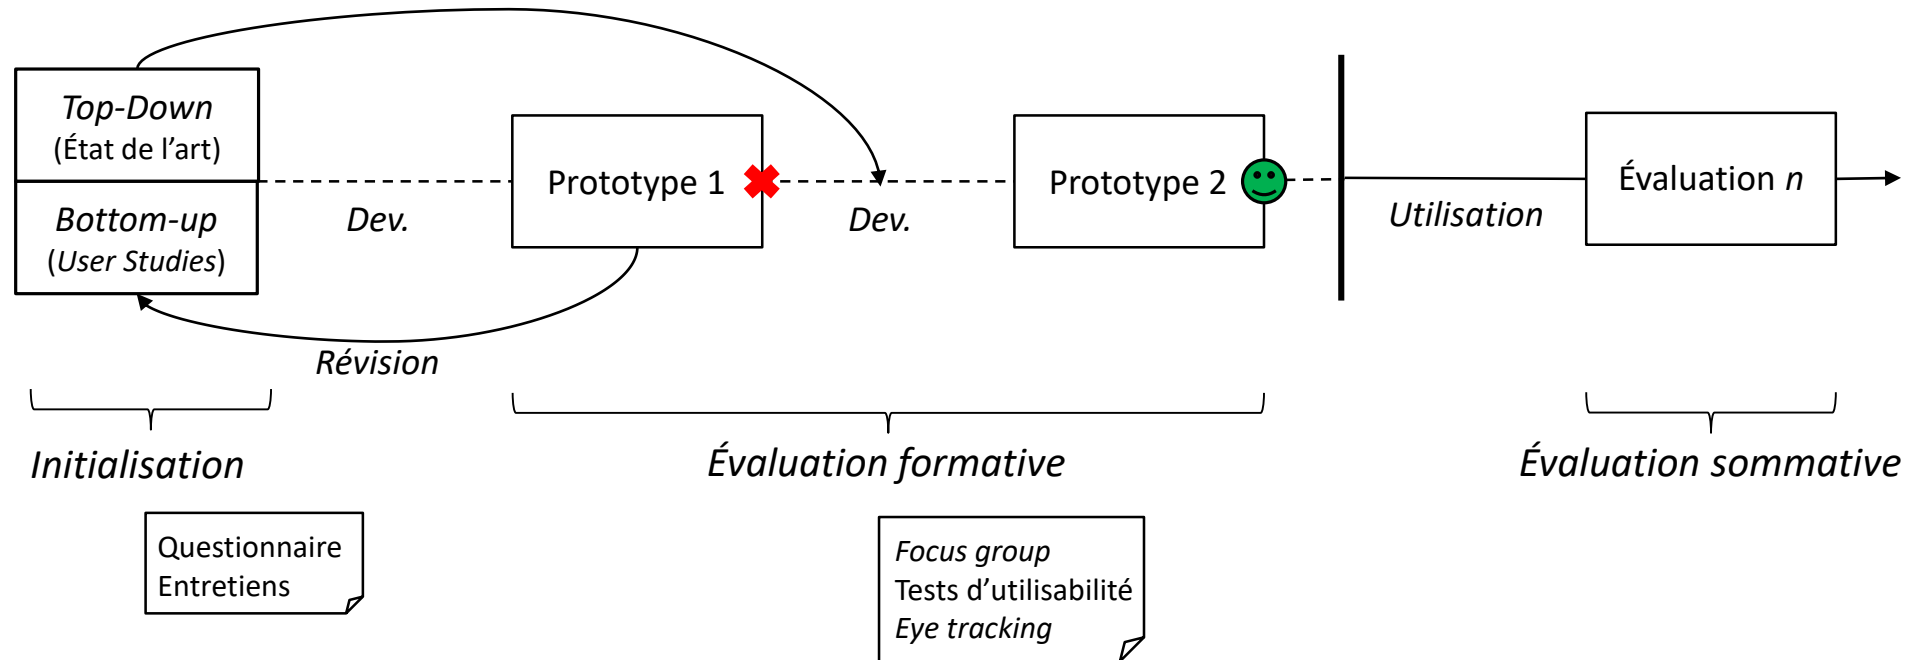 Top-Down
(État de l’art)
Bottom-up
(User Studies)
Dev.
Prototype 1
Dev.
Prototype 2
Utilisation
Évaluation n
Révision
Initialisation
Évaluation formative
Évaluation sommative
Questionnaire
Entretiens
Focus group
Tests d’utilisabilité
Eye tracking